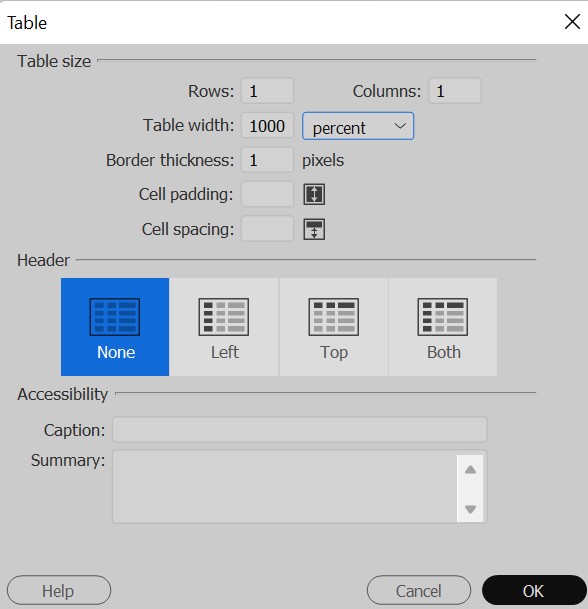 Table
Table size
Rows: 1 Columns: 1
Table width: 1000 percent
Border thickness: 1 pixels
Cell padding:
Cell spacing:
Header
None Left Top Both
Accessibility
Caption:
Summary:
Help Cancel OK